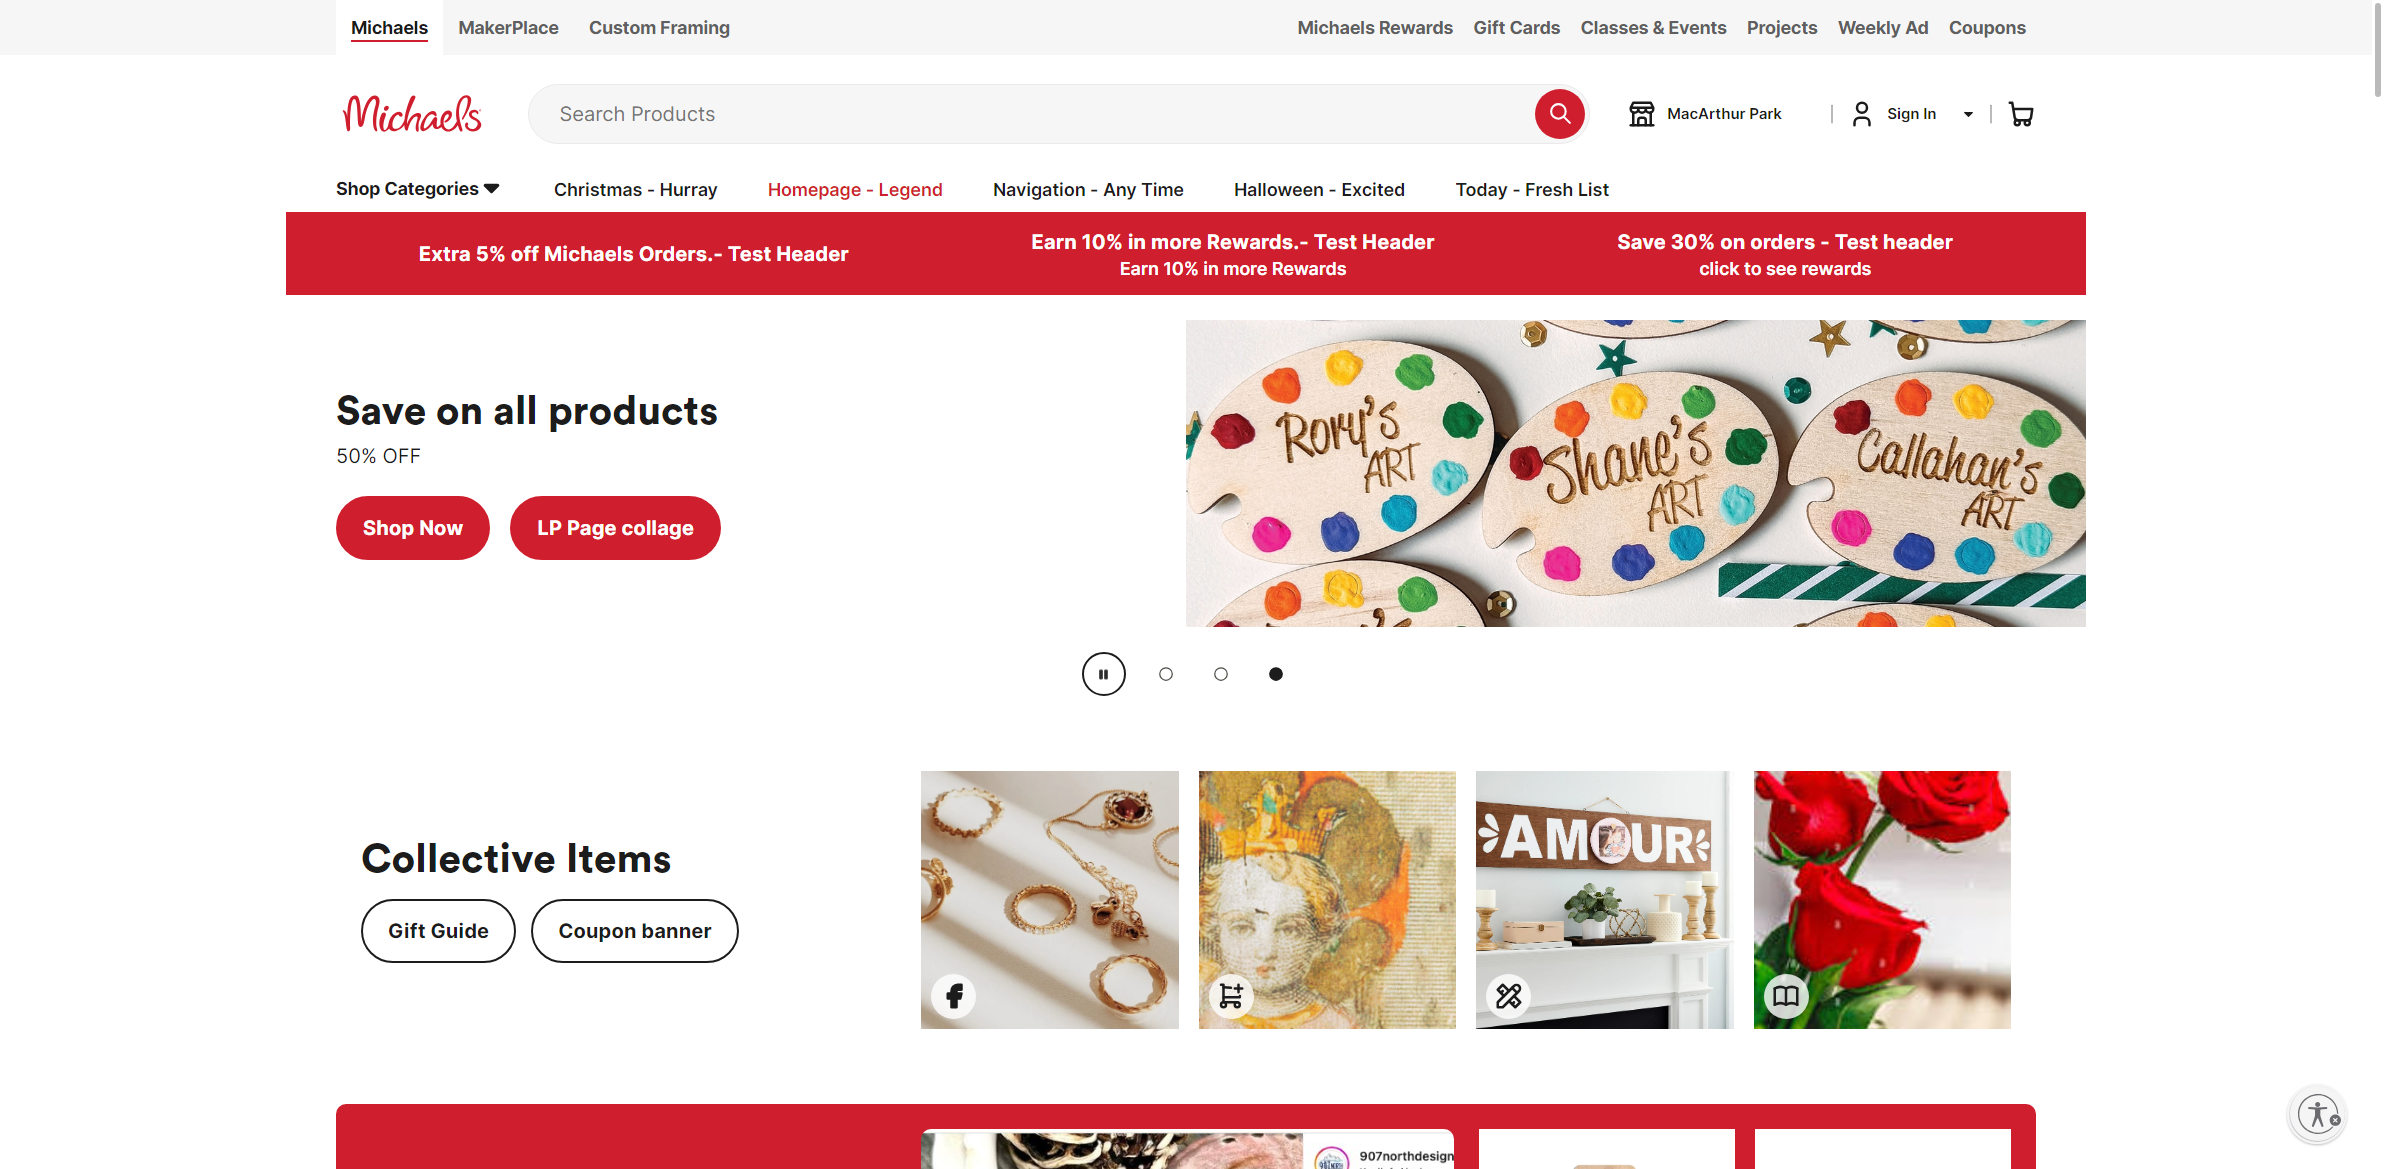 Michaels MakerPlace Custom Framing Michaels Rewards Gift Cards Classes & Events Projects Weekly Ad Coupons
Michaels Search Products MacArthur Park Sign In
Shop Categories Christmas - Hurray Homepage - Legend Navigation - Any Time Halloween - Excited Today - Fresh List
Extra 5% off Michaels Orders.- Test Header
Earn 10% in more Rewards.- Test Header
Earn 10% in more Rewards
Save 30% on orders - Test header
click to see rewards
Save on all products
50% OFF
Shop Now LP Page collage
Rory's
ART
Shane's
ART
Callahan's
ART
Collective Items
Gift Guide Coupon banner
AMOUR
907northdesign